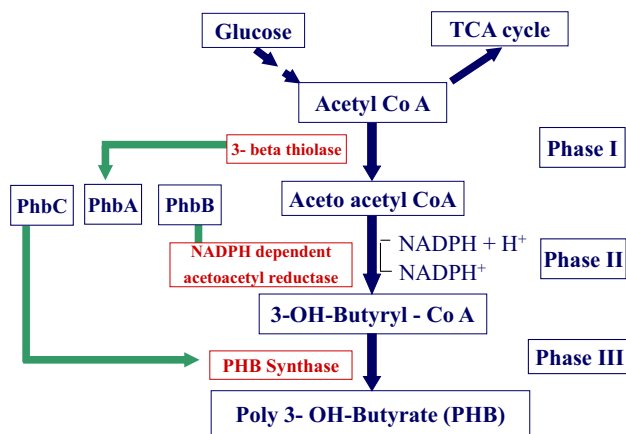 Glucose
TCA cycle
Acetyl Co A
3- beta thiolase
Phase I
PhbC
PhbA
PhbB
Aceto acetyl CoA
NADPH dependent
acetoacetyl reductase
NADPH + H⁺
NADPH⁺
Phase II
3-OH-Butyryl - Co A
PHB Synthase
Phase III
Poly 3- OH-Butyrate (PHB)